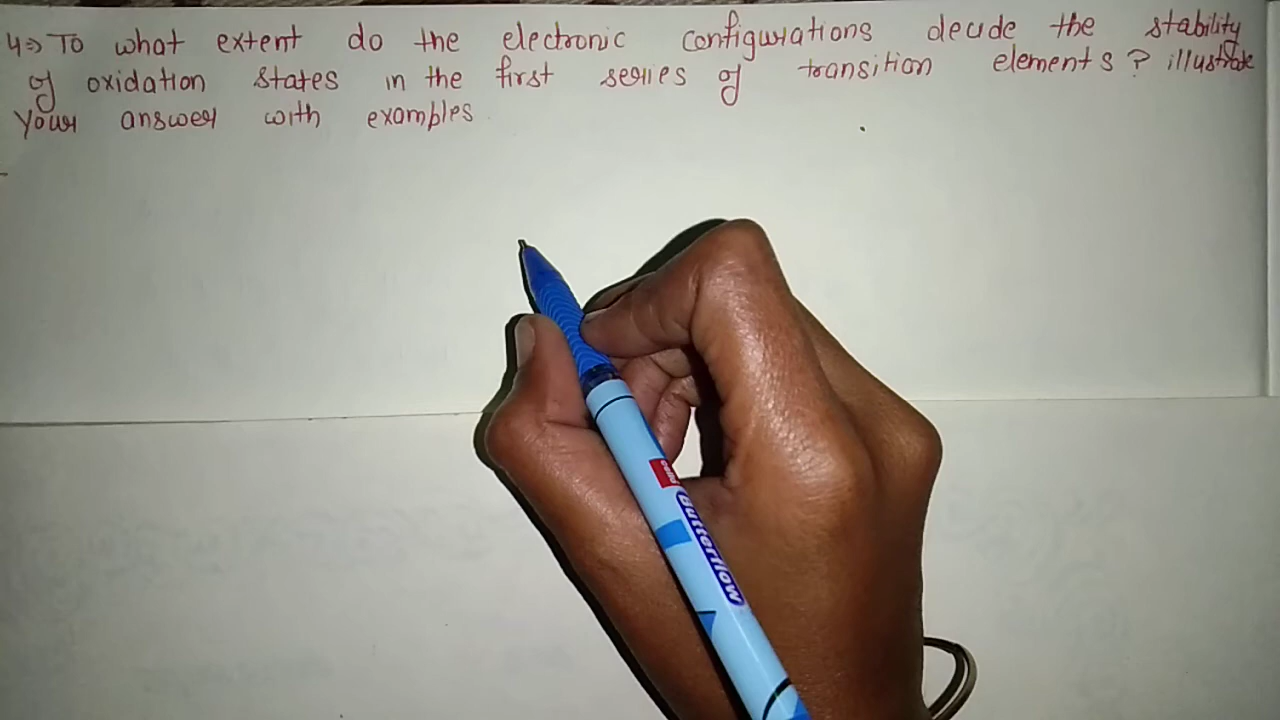 4⇒ To what extent do the electronic configurations decide the stability
of oxidation states in the first series of transition elements? illustrate
your answer with examples
Butterflow